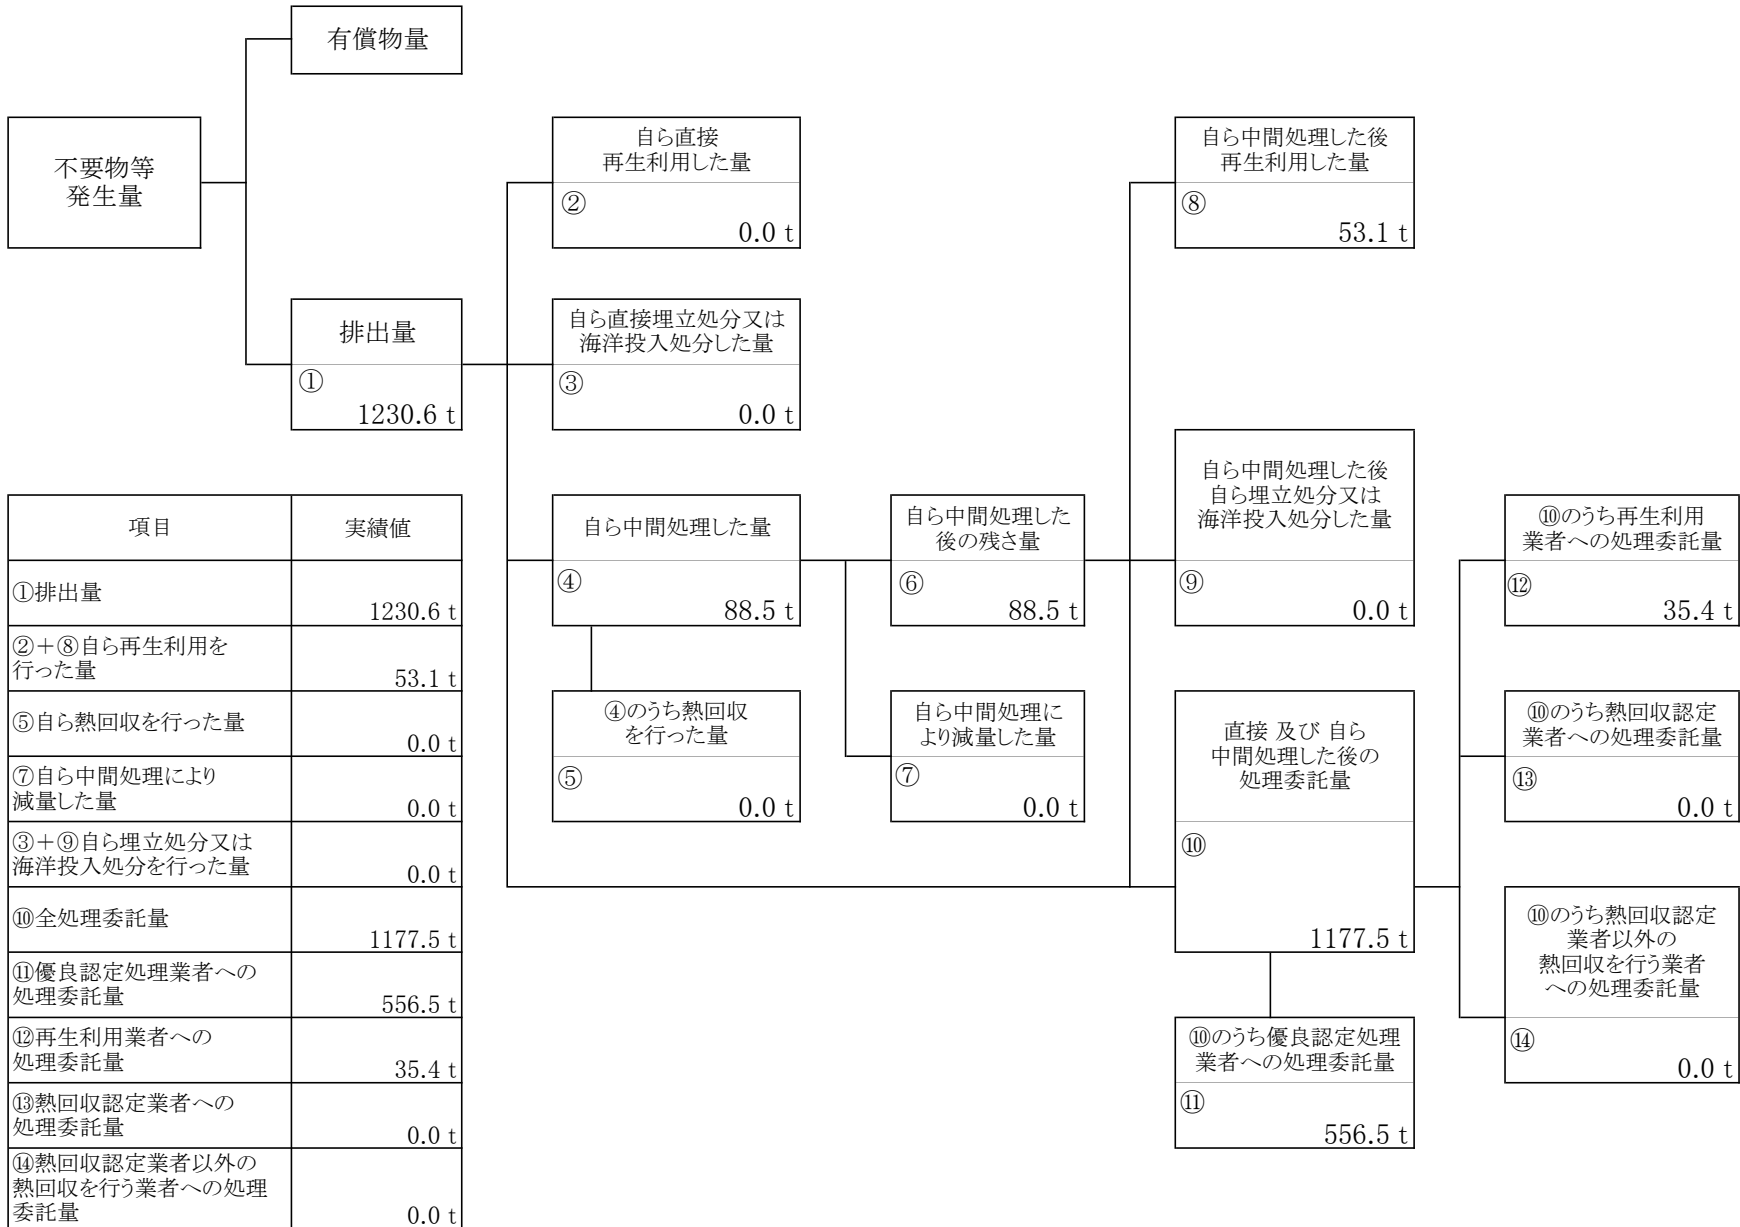 有償物量
不要物等
発生量
排出量
①
1230.6 t
自ら直接
再生利用した量
②
0.0 t
自ら直接埋立処分又は
海洋投入処分した量
③
0.0 t
自ら中間処理した量
④
88.5 t
④のうち熱回収
を行った量
⑤
0.0 t
自ら中間処理した
後の残さ量
⑥
88.5 t
自ら中間処理に
より減量した量
⑦
0.0 t
自ら中間処理した後
再生利用した量
⑧
53.1 t
自ら中間処理した後
自ら埋立処分又は
海洋投入処分した量
⑨
0.0 t
直接 及び 自ら
中間処理した後の
処理委託量
⑩
1177.5 t
⑩のうち優良認定処理
業者への処理委託量
⑪
556.5 t
⑩のうち再生利用
業者への処理委託量
⑫
35.4 t
⑩のうち熱回収認定
業者への処理委託量
⑬
0.0 t
⑩のうち熱回収認定
業者以外の
熱回収を行う業者
への処理委託量
⑭
0.0 t
項目 実績値
①排出量
1230.6 t
②+⑧自ら再生利用を
行った量
53.1 t
⑤自ら熱回収を行った量
0.0 t
⑦自ら中間処理により
減量した量
0.0 t
③+⑨自ら埋立処分又は
海洋投入処分を行った量
0.0 t
⑩全処理委託量
1177.5 t
⑪優良認定処理業者への
処理委託量
556.5 t
⑫再生利用業者への
処理委託量
35.4 t
⑬熱回収認定業者への
処理委託量
0.0 t
⑭熱回収認定業者以外の
熱回収を行う業者への処理
委託量
0.0 t